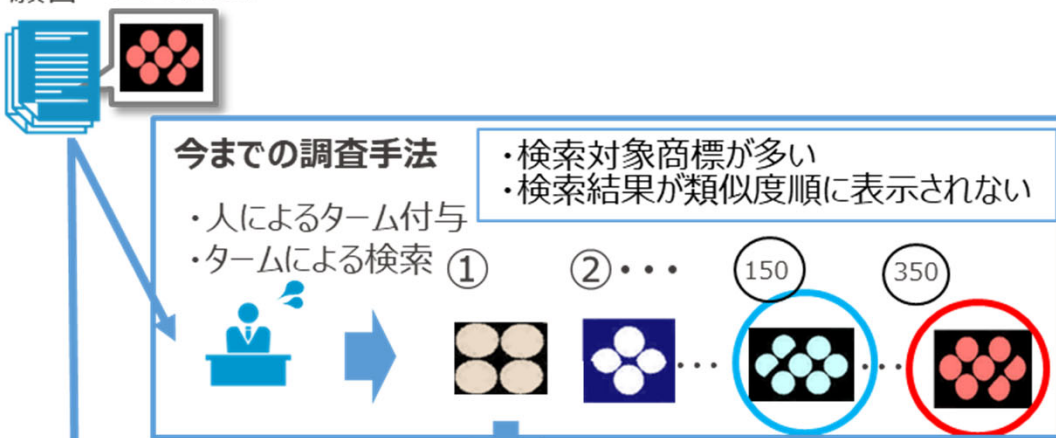 今までの調査手法
・検索対象商標が多い
・検索結果が類似度順に表示されない
・人によるターム付与
・タームによる検索
① ②・・・ 150 350
・・・ ・・・